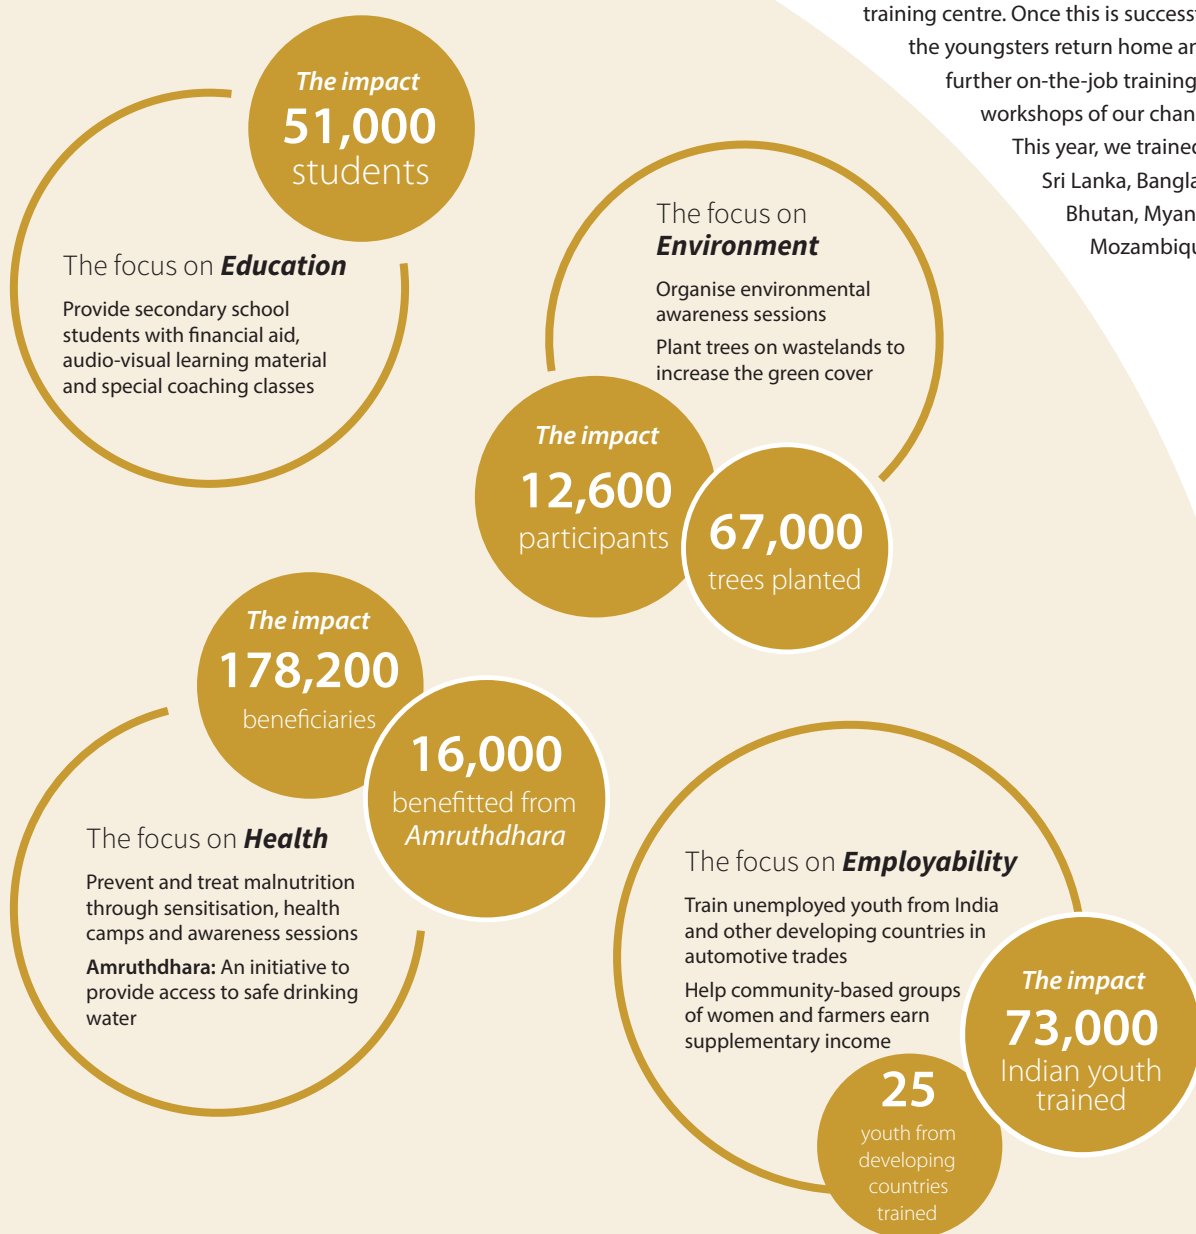 training centre. Once this is
the youngsters return home
further on-the-job training
workshops of our
This year, we trained
Sri Lanka,
Bhutan,
The impact
51,000
students
The focus on Education
Provide secondary school
students with financial aid,
audio-visual learning material
and special coaching classes
The focus on
Environment
Organise environmental
awareness sessions
Plant trees on wastelands to
increase the green cover
The impact
12,600
participants
67,000
trees planted
The impact
178,200
beneficiaries
16,000
benefitted from
Amruthdhara
The focus on Health
Prevent and treat malnutrition
through sensitisation, health
camps and awareness sessions
Amruthdhara: An initiative to
provide access to safe drinking
water
The focus on Employability
Train unemployed youth from India
and other developing countries in
automotive trades
Help community-based groups
of women and farmers earn
supplementary income
The impact
73,000
Indian youth
trained
25
youth from
developing
countries
trained